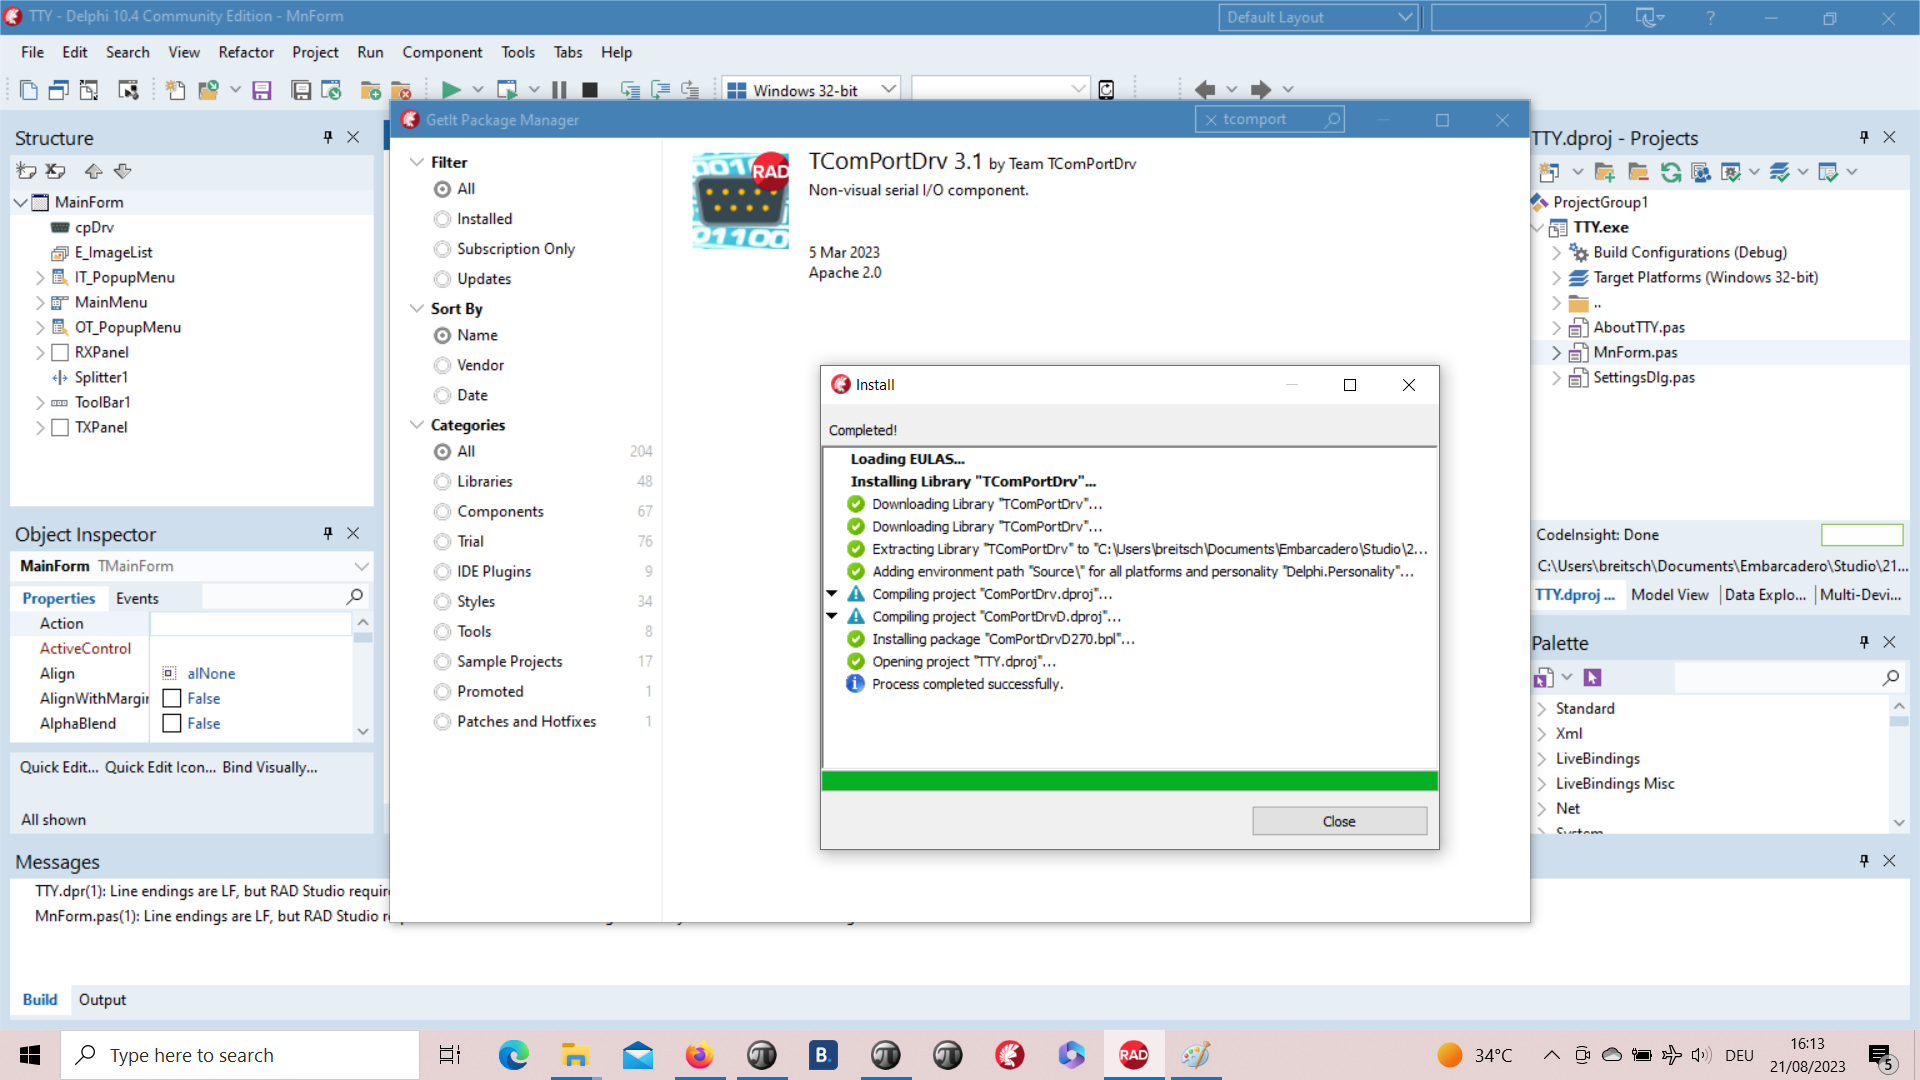 TTY - Delphi 10.4 Community Edition - MnForm
Default Layout
?
File Edit Search View Refactor Project Run Component Tools Tabs Help
Windows 32-bit
Structure
MainForm
cpDrv
E_ImageList
IT_PopupMenu
MainMenu
OT_PopupMenu
RXPanel
Splitter1
ToolBar1
TXPanel
Object Inspector
MainForm TMainForm
Properties Events
Action
ActiveControl
Align alNone
AlignWithMargin False
AlphaBlend False
Quick Edit... Quick Edit Icon... Bind Visually...
All shown
Messages
TTY.dpr(1): Line endings are LF, but RAD Studio requir
MnForm.pas(1): Line endings are LF, but RAD Studio r
Build Output
GetIt Package Manager
tcomport
Filter
All
Installed
Subscription Only
Updates
Sort By
Name
Vendor
Date
Categories
All 204
Libraries 48
Components 67
Trial 76
IDE Plugins 9
Styles 34
Tools 8
Sample Projects 17
Promoted 1
Patches and Hotfixes 1
001
RAD
01100
TComPortDrv 3.1 by Team TComPortDrv
Non-visual serial I/O component.
5 Mar 2023
Apache 2.0
Install
Completed!
Loading EULAS...
Installing Library "TComPortDrv"...
Downloading Library "TComPortDrv"...
Downloading Library "TComPortDrv"...
Extracting Library "TComPortDrv" to "C:\Users\breitsch\Documents\Embarcadero\Studio\2...
Adding environment path "Source\" for all platforms and personality "Delphi.Personality"...
Compiling project "ComPortDrv.dproj"...
Compiling project "ComPortDrvD.dproj"...
Installing package "ComPortDrvD270.bpl"...
Opening project "TTY.dproj"...
Process completed successfully.
Close
TTY.dproj - Projects
ProjectGroup1
TTY.exe
Build Configurations (Debug)
Target Platforms (Windows 32-bit)
..
AboutTTY.pas
MnForm.pas
SettingsDlg.pas
CodeInsight: Done
C:\Users\breitsch\Documents\Embarcadero\Studio\21...
TTY.dproj ... Model View Data Explo... Multi-Devi...
Palette
Standard
Xml
LiveBindings
LiveBindings Misc
Net
System
Type here to search
B.
RAD
34°C
DEU
16:13
21/08/2023
5